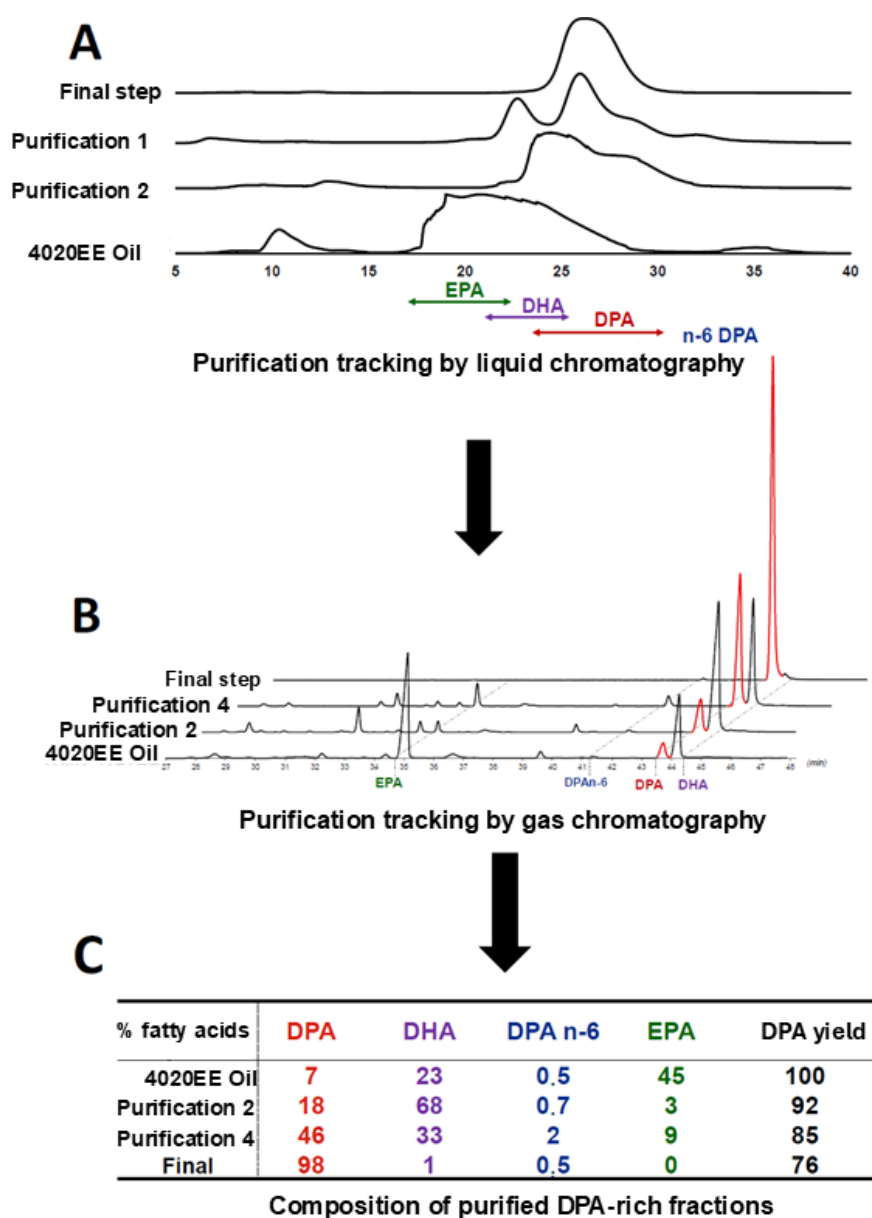 A
Final step
Purification 1
Purification 2
4020EE Oil
5 10 15 20 25 30 35 40
EPA
DHA
DPA
n-6 DPA
Purification tracking by liquid chromatography
B
Final step
Purification 4
Purification 2
4020EE Oil
27 28 29 30 31 32 33 34 35 36 37 38 39 40 41 42 43 44 45 46 47 48 (min)
EPA DPAn-6 DPA DHA
Purification tracking by gas chromatography
C
% fatty acids DPA DHA DPA n-6 EPA DPA yield
4020EE Oil 7 23 0.5 45 100
Purification 2 18 68 0.7 3 92
Purification 4 46 33 2 9 85
Final 98 1 0.5 0 76
Composition of purified DPA-rich fractions